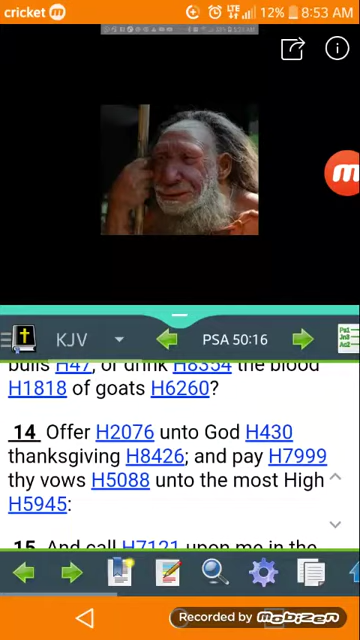 cricket 12% 8:53 AM
KJV PSA 50:16
bulls H47, or drink H8354 the blood
H1818 of goats H6260?
14 Offer H2076 unto God H430
thanksgiving H8426; and pay H7999
thy vows H5088 unto the most High
H5945:
15 And call H7121 upon me in the
Recorded by Mobizen